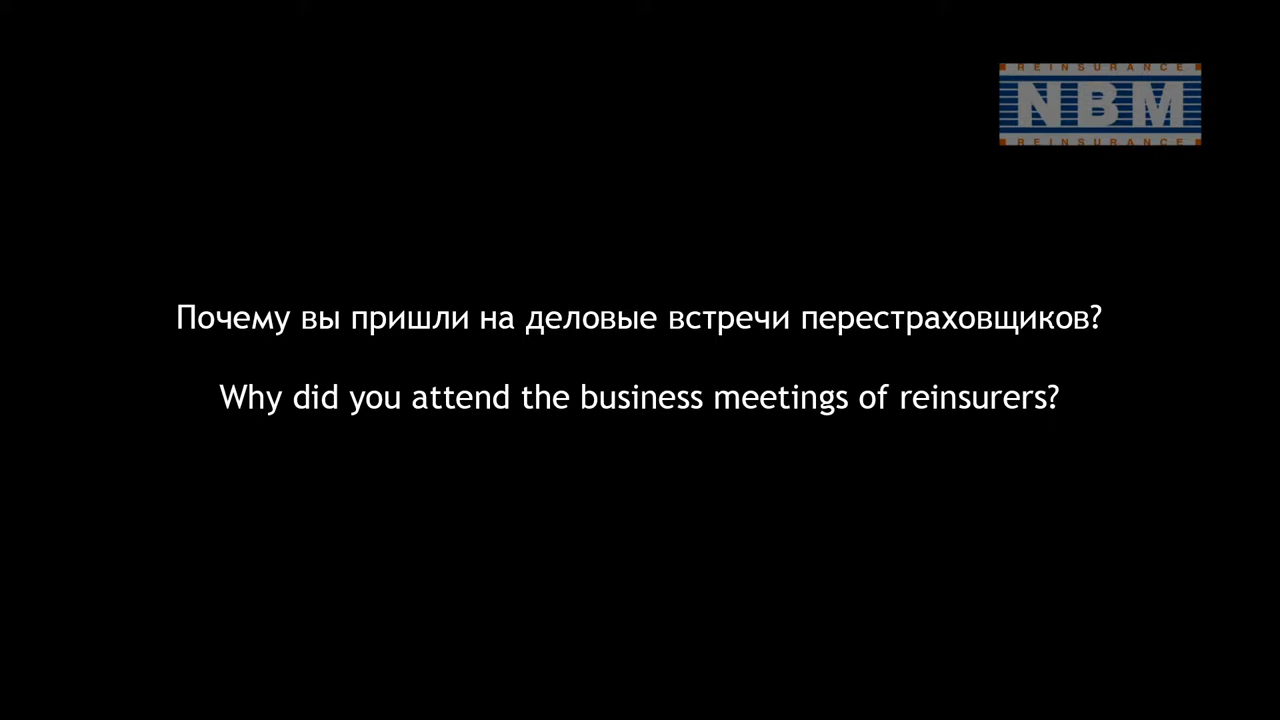 REINSURANCE
NBM
REINSURANCE
Почему вы пришли на деловые встречи перестраховщиков?
Why did you attend the business meetings of reinsurers?